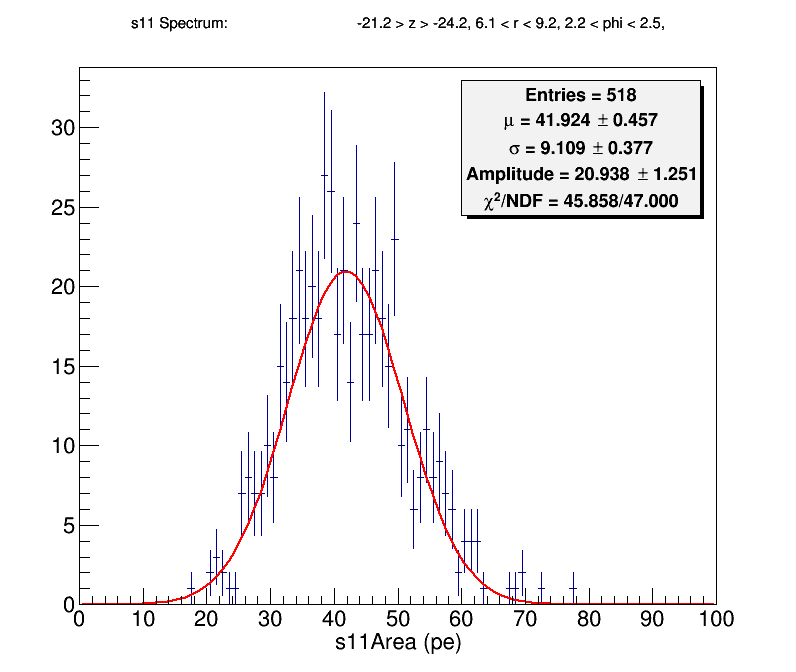 s11 Spectrum: -21.2 > z > -24.2, 6.1 < r < 9.2, 2.2 < phi < 2.5,
Entries = 518
μ = 41.924 ± 0.457
σ = 9.109 ± 0.377
Amplitude = 20.938 ± 1.251
χ²/NDF = 45.858/47.000
30
25
20
15
10
5
0
0 10 20 30 40 50 60 70 80 90 100
s11Area (pe)